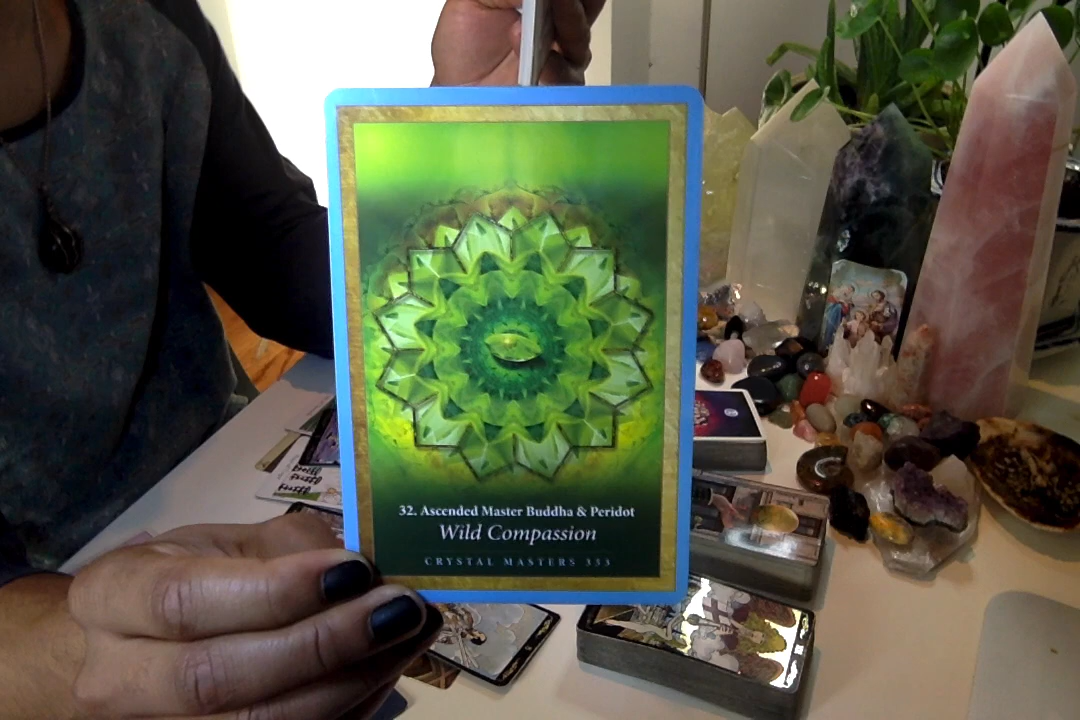 32. Ascended Master Buddha & Peridot
Wild Compassion
CRYSTAL MASTERS 333